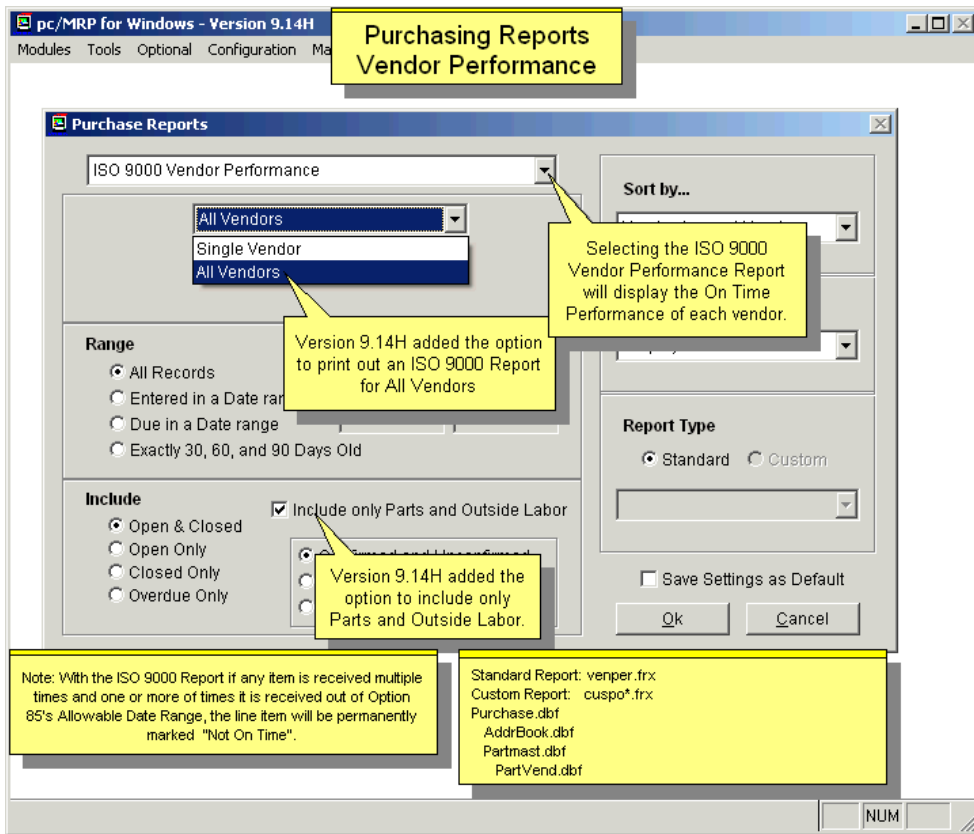 pc/MRP for Windows - Version 9.14H
Modules Tools Optional Configuration
Purchasing Reports
Vendor Performance
Purchase Reports
ISO 9000 Vendor Performance
All Vendors
Single Vendor
All Vendors
Sort by...
Selecting the ISO 9000
Vendor Performance Report
will display the On Time
Performance of each vendor.
Version 9.14H added the option
to print out an ISO 9000 Report
for All Vendors
Range
All Records
Entered in a Date
Due in a Date range
Exactly 30, 60, and 90 Days Old
Report Type
Standard Custom
Include
Include only Parts and Outside Labor
Open & Closed
Open Only
Closed Only
Overdue Only
Version 9.14H added the
option to include only
Parts and Outside Labor.
Save Settings as Default
Ok Cancel
Note: With the ISO 9000 Report if any item is received multiple
times and one or more of times it is received out of Option
85's Allowable Date Range, the line item will be permanently
marked "Not On Time".
Standard Report: venper.frx
Custom Report: cuspo*.frx
Purchase.dbf
AddrBook.dbf
Partmast.dbf
PartVend.dbf
NUM